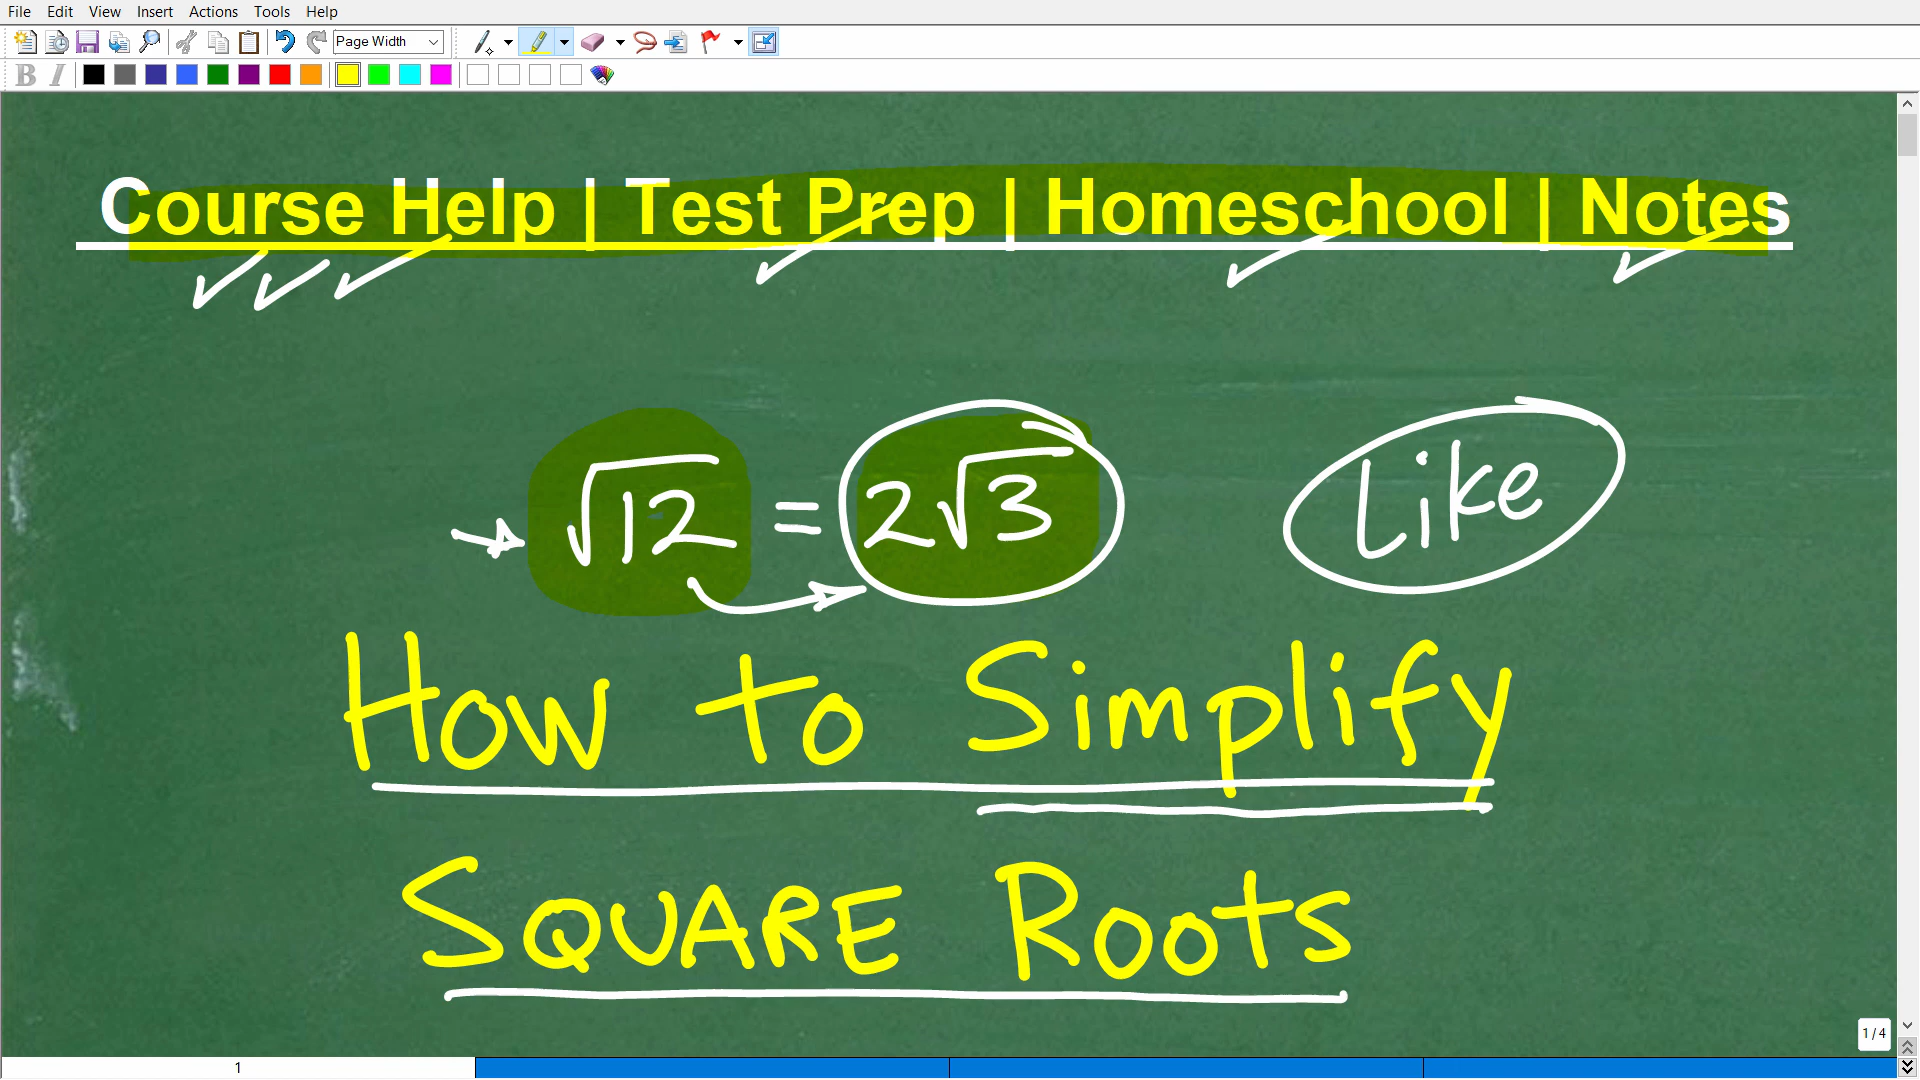 File Edit View Insert Actions Tools Help
Page Width
B I
Course Help | Test Prep | Homeschool | Notes
√12 = 2√3
Like
How to Simplify
SQUARE Roots
1 / 4
1